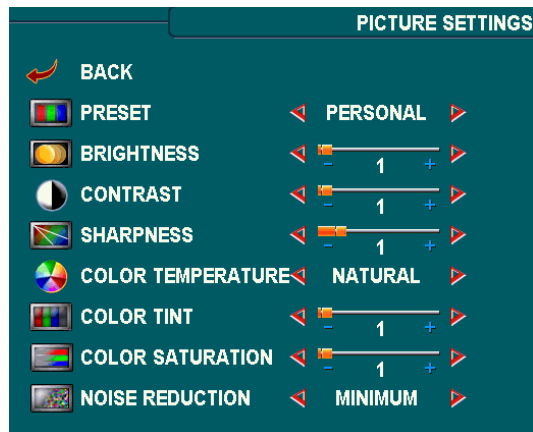 PICTURE SETTINGS
BACK
PRESET PERSONAL
BRIGHTNESS - 1 +
CONTRAST - 1 +
SHARPNESS - 1 +
COLOR TEMPERATURE NATURAL
COLOR TINT - 1 +
COLOR SATURATION - 1 +
NOISE REDUCTION MINIMUM